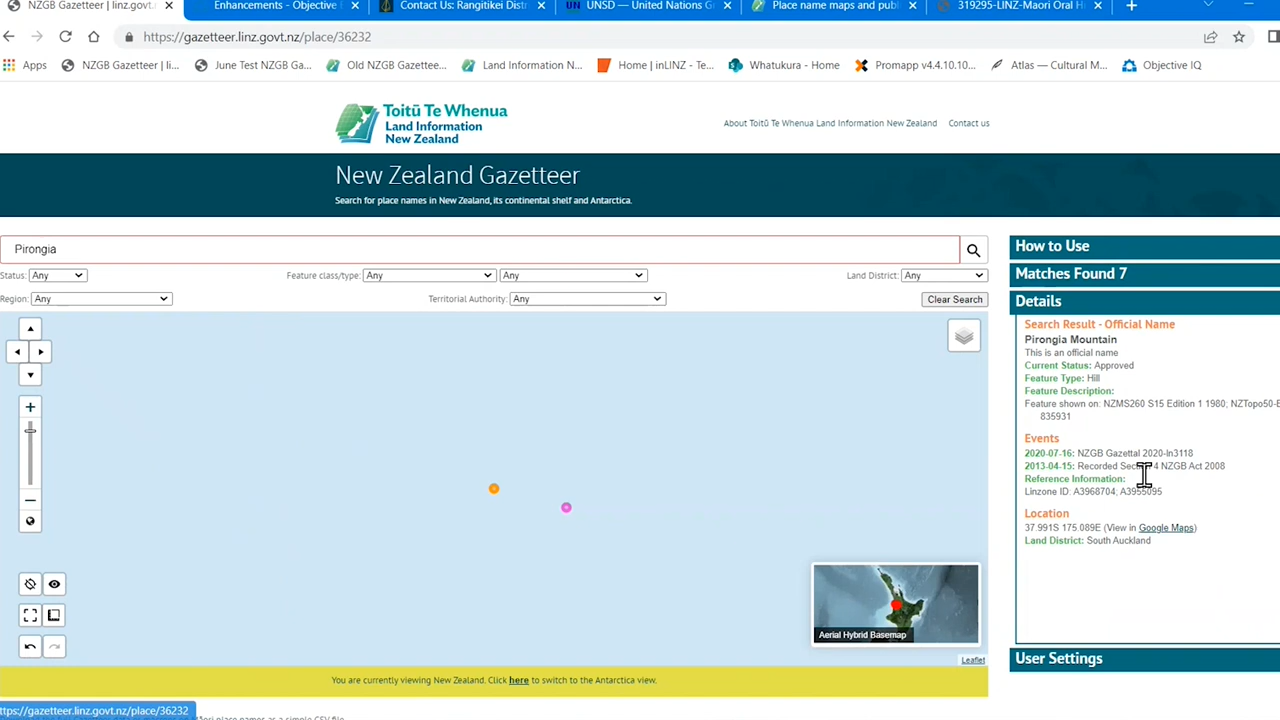 NZGB Gazetteer | linz.govt.n
Enhancements - Objective
Contact Us: Rangitikei Distr
UNSD — United Nations G
Place name maps and pub
319295-LINZ-Maori Oral H
https://gazetteer.linz.govt.nz/place/36232
Apps
NZGB Gazetteer | li...
June Test NZGB Ga...
Old NZGB Gazettee...
Land Information N...
Home | inLINZ - Te...
Whatukura - Home
Promapp v4.4.10.10...
Atlas — Cultural M...
Objective IQ
Toitū Te Whenua
Land Information
New Zealand
About Toitū Te Whenua Land Information New Zealand
Contact us
New Zealand Gazetteer
Search for place names in New Zealand, its continental shelf and Antarctica.
Pirongia
Status: Any
Feature class/type: Any
Any
Land District: Any
Region: Any
Territorial Authority: Any
Clear Search
How to Use
Matches Found 7
Details
Search Result - Official Name
Pirongia Mountain
This is an official name
Current Status: Approved
Feature Type: Hill
Feature Description:
Feature shown on: NZMS260 S15 Edition 1 1980; NZTopo50-B
835931
Events
2020-07-16: NZGB Gazettal 2020-ln3118
2013-04-15: Recorded Section 4 NZGB Act 2008
Reference Information:
Linzone ID: A3968704; A3955095
Location
37.991S 175.089E (View in Google Maps)
Land District: South Auckland
Aerial Hybrid Basemap
Leaflet
User Settings
You are currently viewing New Zealand. Click here to switch to the Antarctica view.
ttps://gazetteer.linz.govt.nz/place/36232